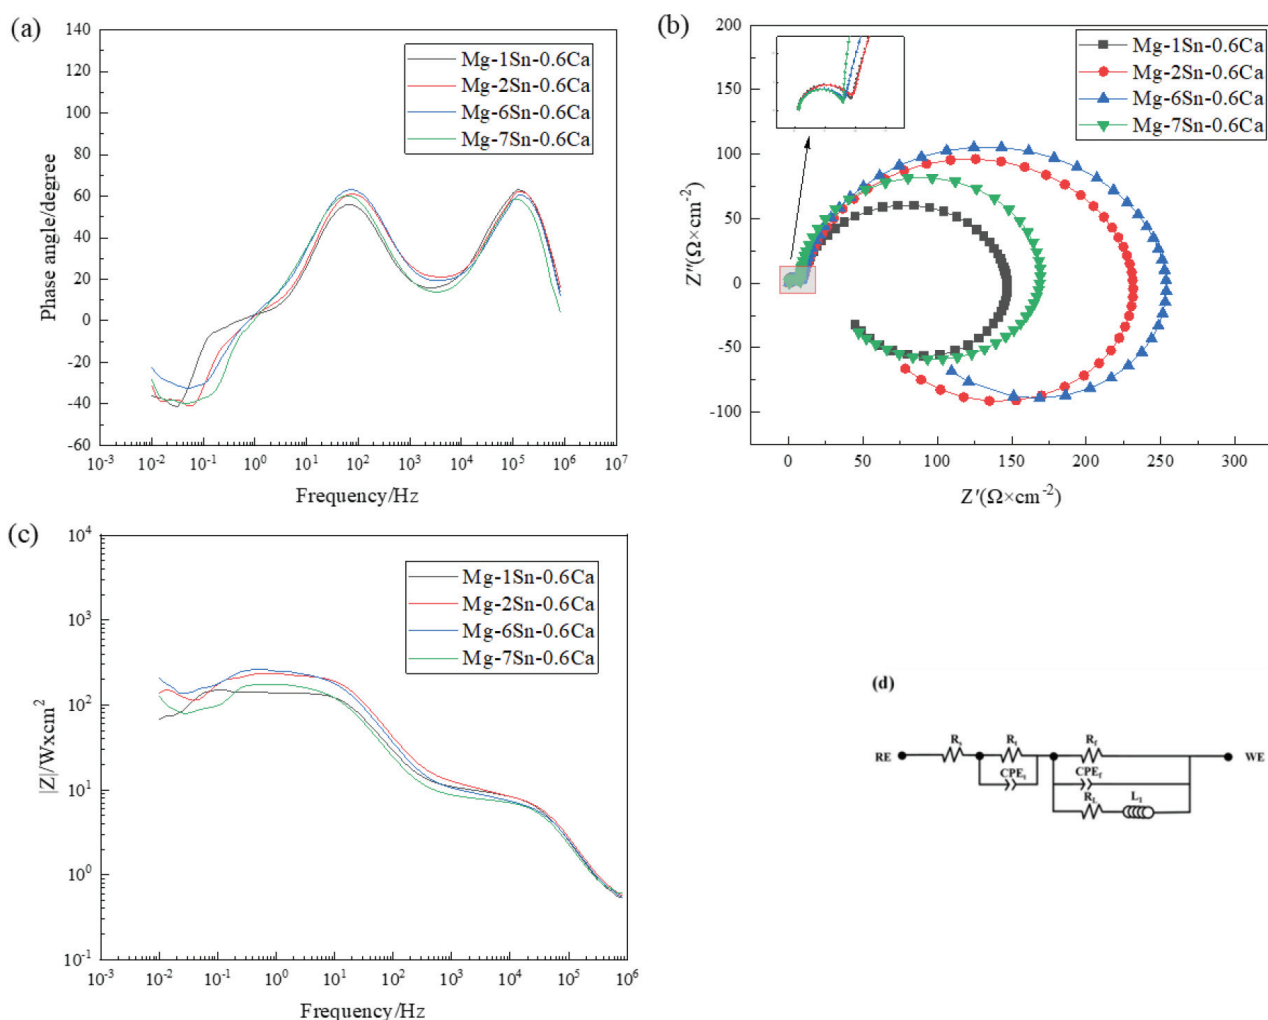 (a)
140
120
100
80
60
40
20
0
-20
-40
-60
Phase angle/degree
Mg-1Sn-0.6Ca
Mg-2Sn-0.6Ca
Mg-6Sn-0.6Ca
Mg-7Sn-0.6Ca
10⁻³ 10⁻² 10⁻¹ 10⁰ 10¹ 10² 10³ 10⁴ 10⁵ 10⁶ 10⁷
Frequency/Hz
(b)
200
150
100
50
0
-50
-100
Z″(Ω×cm⁻²)
Mg-1Sn-0.6Ca
Mg-2Sn-0.6Ca
Mg-6Sn-0.6Ca
Mg-7Sn-0.6Ca
0 50 100 150 200 250 300
Z′(Ω×cm⁻²)
(c)
10⁴
10³
10²
10¹
10⁰
10⁻¹
|Z|/W×cm²
Mg-1Sn-0.6Ca
Mg-2Sn-0.6Ca
Mg-6Sn-0.6Ca
Mg-7Sn-0.6Ca
10⁻³ 10⁻² 10⁻¹ 10⁰ 10¹ 10² 10³ 10⁴ 10⁵ 10⁶
Frequency/Hz
(d)
Rs Rt Rf
RE WE
CPEt CPEf
RL L1